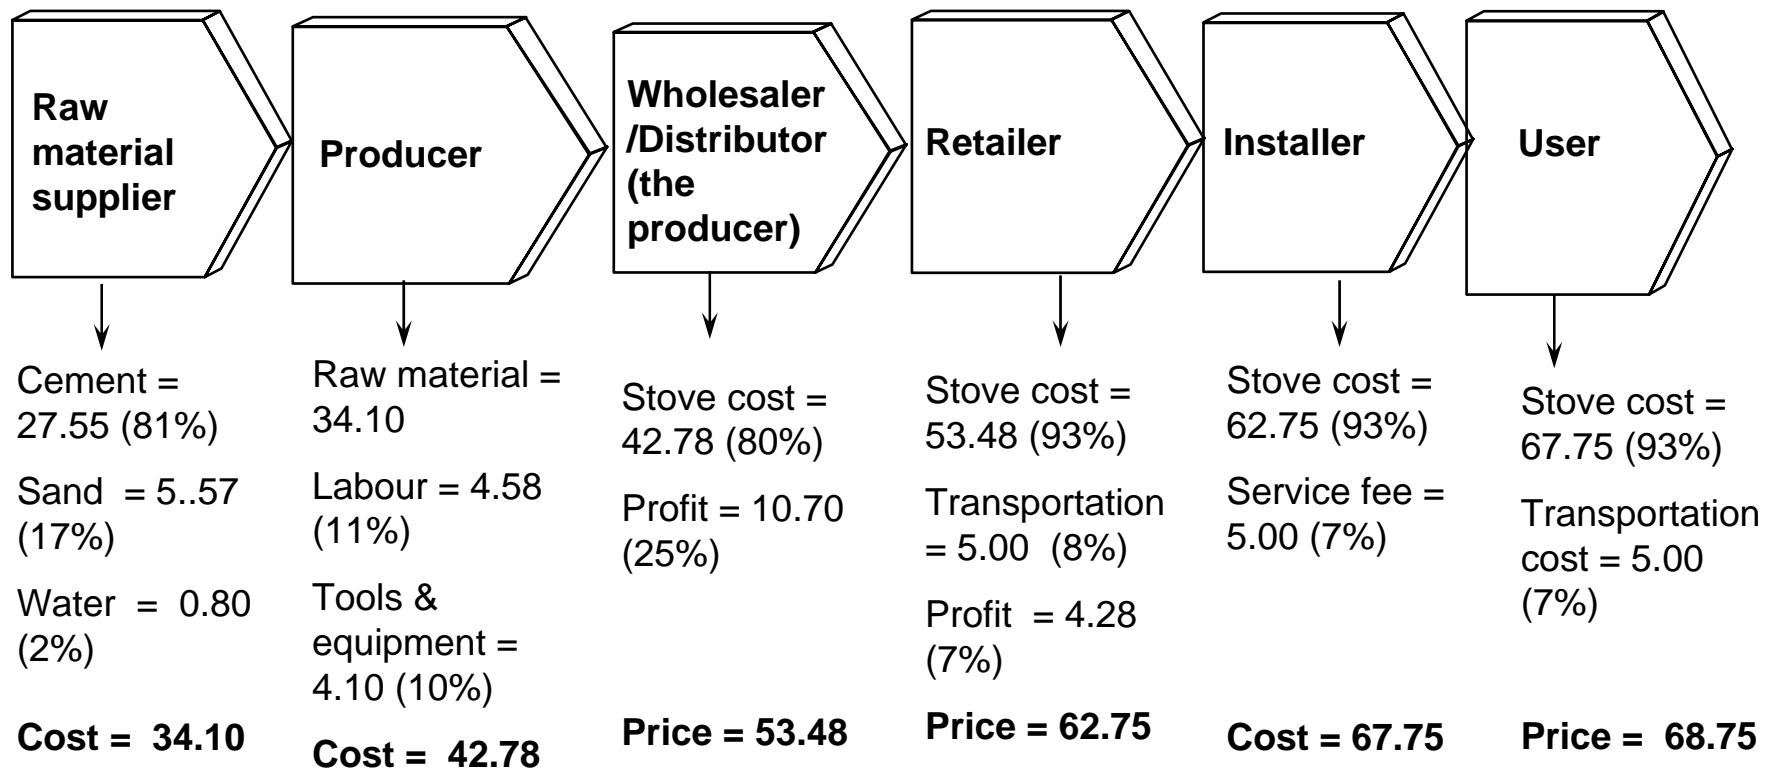 Raw
material
supplier
Cement =
27.55 (81%)
Sand  = 5..57
(17%)
Water  =  0.80
(2%)
Cost =  34.10
Producer
Raw material =
34.10
Labour = 4.58
(11%)
Tools &
equipment =
4.10 (10%)
Cost =  42.78
Wholesaler
/Distributor
(the
producer)
Stove cost =
42.78 (80%)
Profit = 10.70
(25%)
Price = 53.48
Retailer
Stove cost =
53.48 (93%)
Transportation
= 5.00  (8%)
Profit  = 4.28
(7%)
Price = 62.75
Installer
Stove cost =
62.75 (93%)
Service fee =
5.00 (7%)
Cost = 67.75
User
Stove cost =
67.75 (93%)
Transportation
cost = 5.00
(7%)
Price =  68.75